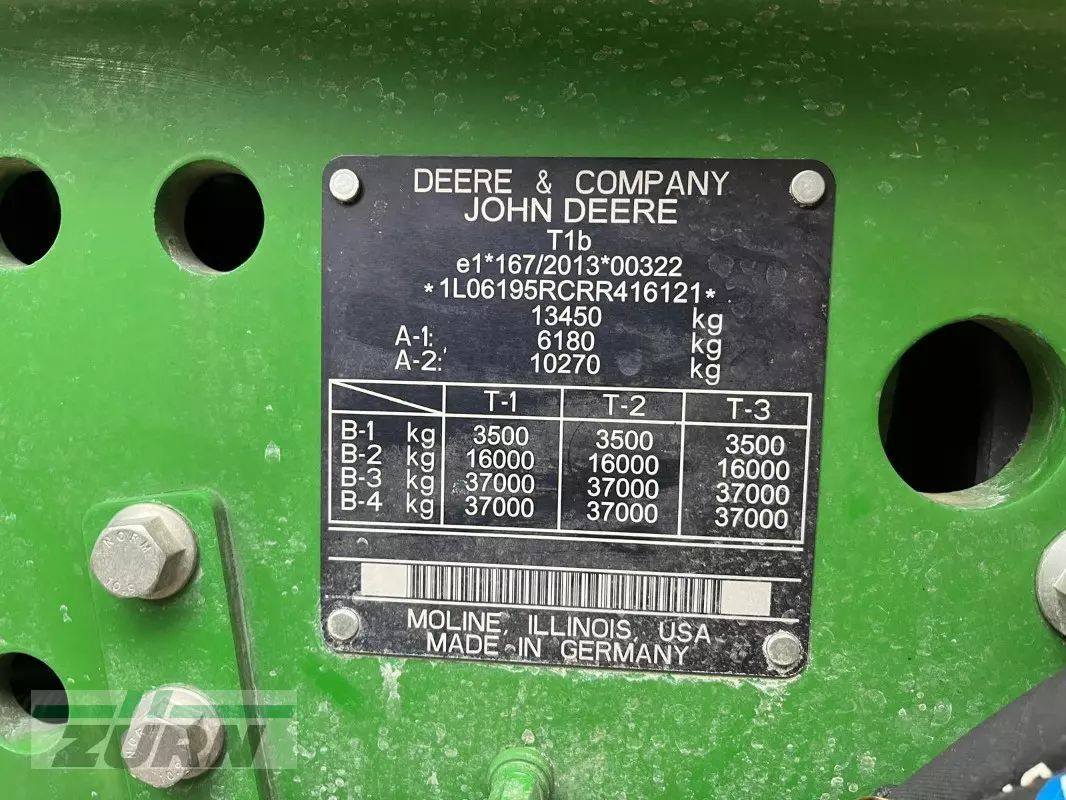 DEERE & COMPANY
JOHN DEERE
T1b
e1*167/2013*00322
*1L06195RCRR416121*
13450 kg
A-1: 6180 kg
A-2: 10270 kg
T-1 T-2 T-3
B-1 kg 3500 3500 3500
B-2 kg 16000 16000 16000
B-3 kg 37000 37000 37000
B-4 kg 37000 37000 37000
MOLINE, ILLINOIS, USA
MADE IN GERMANY
NORM
ZÜRN